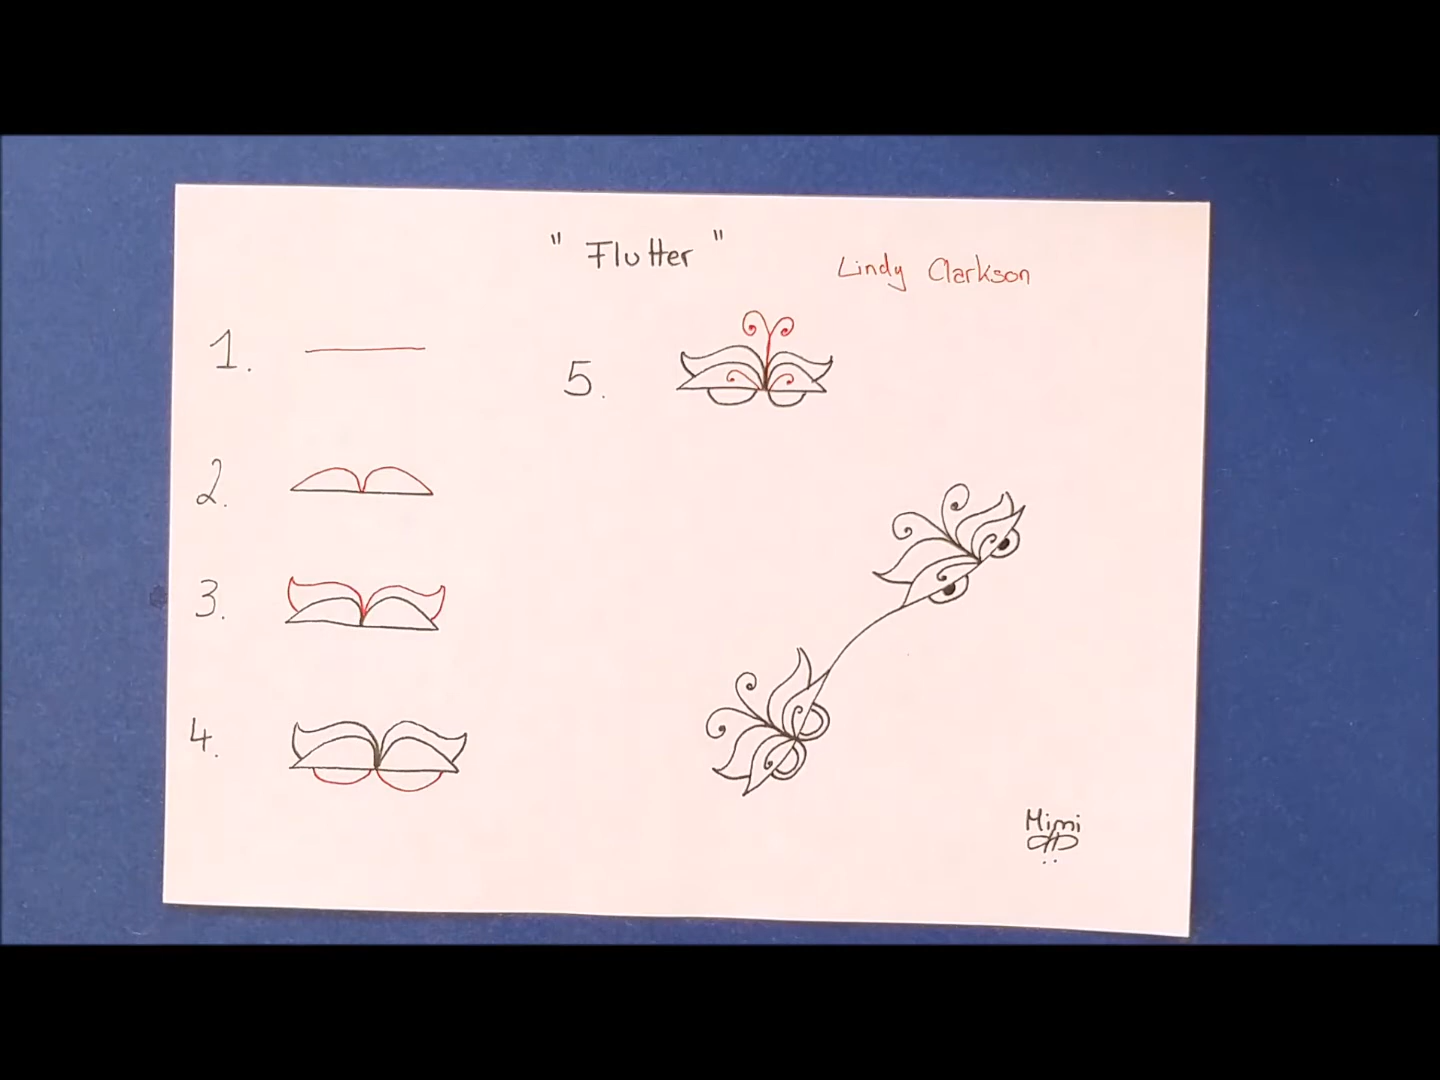 " Flutter "
Lindy Clarkson
1.
2.
3.
4.
5.
Mimi